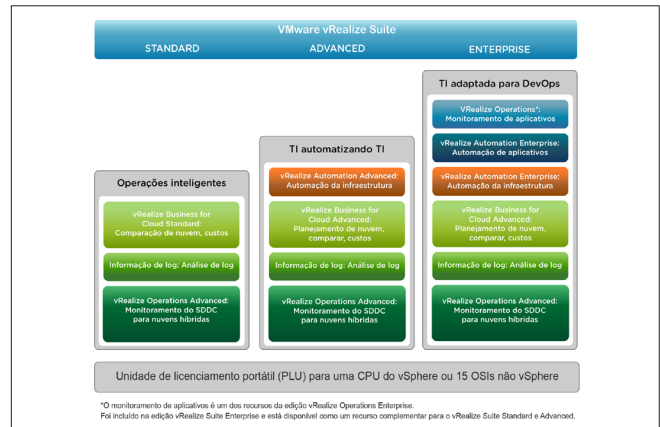 VMware vRealize Suite
STANDARD
ADVANCED
ENTERPRISE
Operações inteligentes
vRealize Business for
Cloud Standard:
Comparação de nuvem, custos
Informação de log: Análise de log
vRealize Operations Advanced:
Monitoramento do SDDC
para nuvens híbridas
TI automatizando TI
vRealize Automation Advanced:
Automação da infraestrutura
vRealize Business for
Cloud Advanced:
Planejamento de nuvem,
comparar, custos
Informação de log: Análise de log
vRealize Operations Advanced:
Monitoramento do SDDC
para nuvens híbridas
TI adaptada para DevOps
VRealize Operations*:
Monitoramento de aplicativos
vRealize Automation Enterprise:
Automação de aplicativos
vRealize Automation Enterprise:
Automação da infraestrutura
vRealize Business for
Cloud Advanced:
Planejamento de nuvem,
comparar, custos
Informação de log: Análise de log
vRealize Operations Advanced:
Monitoramento do SDDC
para nuvens híbridas
Unidade de licenciamento portátil (PLU) para uma CPU do vSphere ou 15 OSIs não vSphere
*O monitoramento de aplicativos é um dos recursos da edição vRealize Operations Enterprise.
Foi incluído na edição vRealize Suite Enterprise e está disponível como um recurso complementar para o vRealize Suite Standard e Advanced.